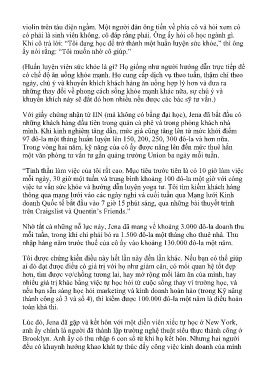 violin trên tàu điện ngầm. Một người đàn ông tiến về phía cô và hỏi xem có
có phải là sinh viên không, cô đáp rằng phải. Ông ấy hỏi cô học ngành gì.
Khi cô trả lời: “Tôi đang học để trở thành một huấn luyện sức khỏe,” thì ông
ấy nói rằng: “Tôi muốn nhờ cô giúp.”
(Huấn luyện viên sức khỏe là gì? Họ giống như người hướng dẫn trực tiếp để
có chế độ ăn uống khỏe mạnh. Họ cung cấp dịch vụ theo tuần, thậm chí theo
ngày, chú ý và khuyến khích khách hàng ăn uống hợp lý hơn và đưa ra
những thay đổi về phong cách sống khỏe mạnh khác nữa, sự chú ý và
khuyến khích này sẽ đắt đỏ hơn nhiều nếu được các bác sỹ tư vấn.)
Với giấy chứng nhận từ IIN (mà không có bằng đại học), Jena đã bắt đầu có
những khách hàng đầu tiên trong quán cà phê và trong phòng khách nhà
mình. Khi kinh nghiệm tăng dần, mức giá cũng tăng lên từ mức khởi điểm
97 đô-la một tháng huấn luyện lên 150, 200, 250, 300 đô-la và hơn nữa.
Trong vòng hai năm, kỹ năng của cô ấy được nâng lên đến mức thuê hẳn
một văn phòng tư vấn tư gần quảng trường Union ba ngày mỗi tuần.
“Tinh thần làm việc của tôi rất cao. Mục tiêu trước tiên là có 10 giờ làm việc
mỗi ngày, 30 giờ một tuần và trung bình khoảng 100 đô-la một giờ với công
việc tư vấn sức khỏe và hướng dẫn luyện yoga tư. Tôi tìm kiếm khách hàng
thông qua mạng lưới vào các ngày nghỉ và cuối tuần qua Mạng lưới Kinh
doanh Quốc tế bắt đầu vào 7 giờ 15 phút sáng, qua những bài thuyết trình
trên Craigslist và Quentin’s Friends.”
Nhờ tất cả những nỗ lực này, Jena đã mang về khoảng 3.000 đô-la doanh thu
mỗi tuần, trong khi chỉ phải bỏ ra 1.500 đô-la một tháng cho thuê nhà. Thu
nhập hàng năm trước thuế của cô ấy vào khoảng 130.000 đô-la một năm.
Tôi được chứng kiến điều này hết lần này đến lần khác. Nếu bạn có thể giúp
ai đó đạt được điều có giá trị với họ như giảm cân, có mối quan hệ tốt đẹp
hơn, tìm được vợ/chồng tương lai, hay mở rộng mối làm ăn của mình, hay
nhiều giá trị khác bằng việc tự học hỏi từ cuộc sống thay vì trường học, và
nếu bạn sẵn sàng học hỏi marketing và kinh doanh hoàn hảo (trong Kỹ năng
thành công số 3 và số 4), thì kiếm được 100.000 đô-la một năm là điều hoàn
toàn khả thi.
Lúc đó, Jena đã gặp và kết hôn với một diễn viên xiếc tự học ở New York,
anh ấy chính là người đã thành lập trường nghệ thuật siêu thực thành công ở
Brooklyn. Anh ấy có thu nhập 6 con số từ khi họ kết hôn. Nhưng hai người
đều có khuynh hướng khao khát tự thúc đẩy công việc kinh doanh của mình